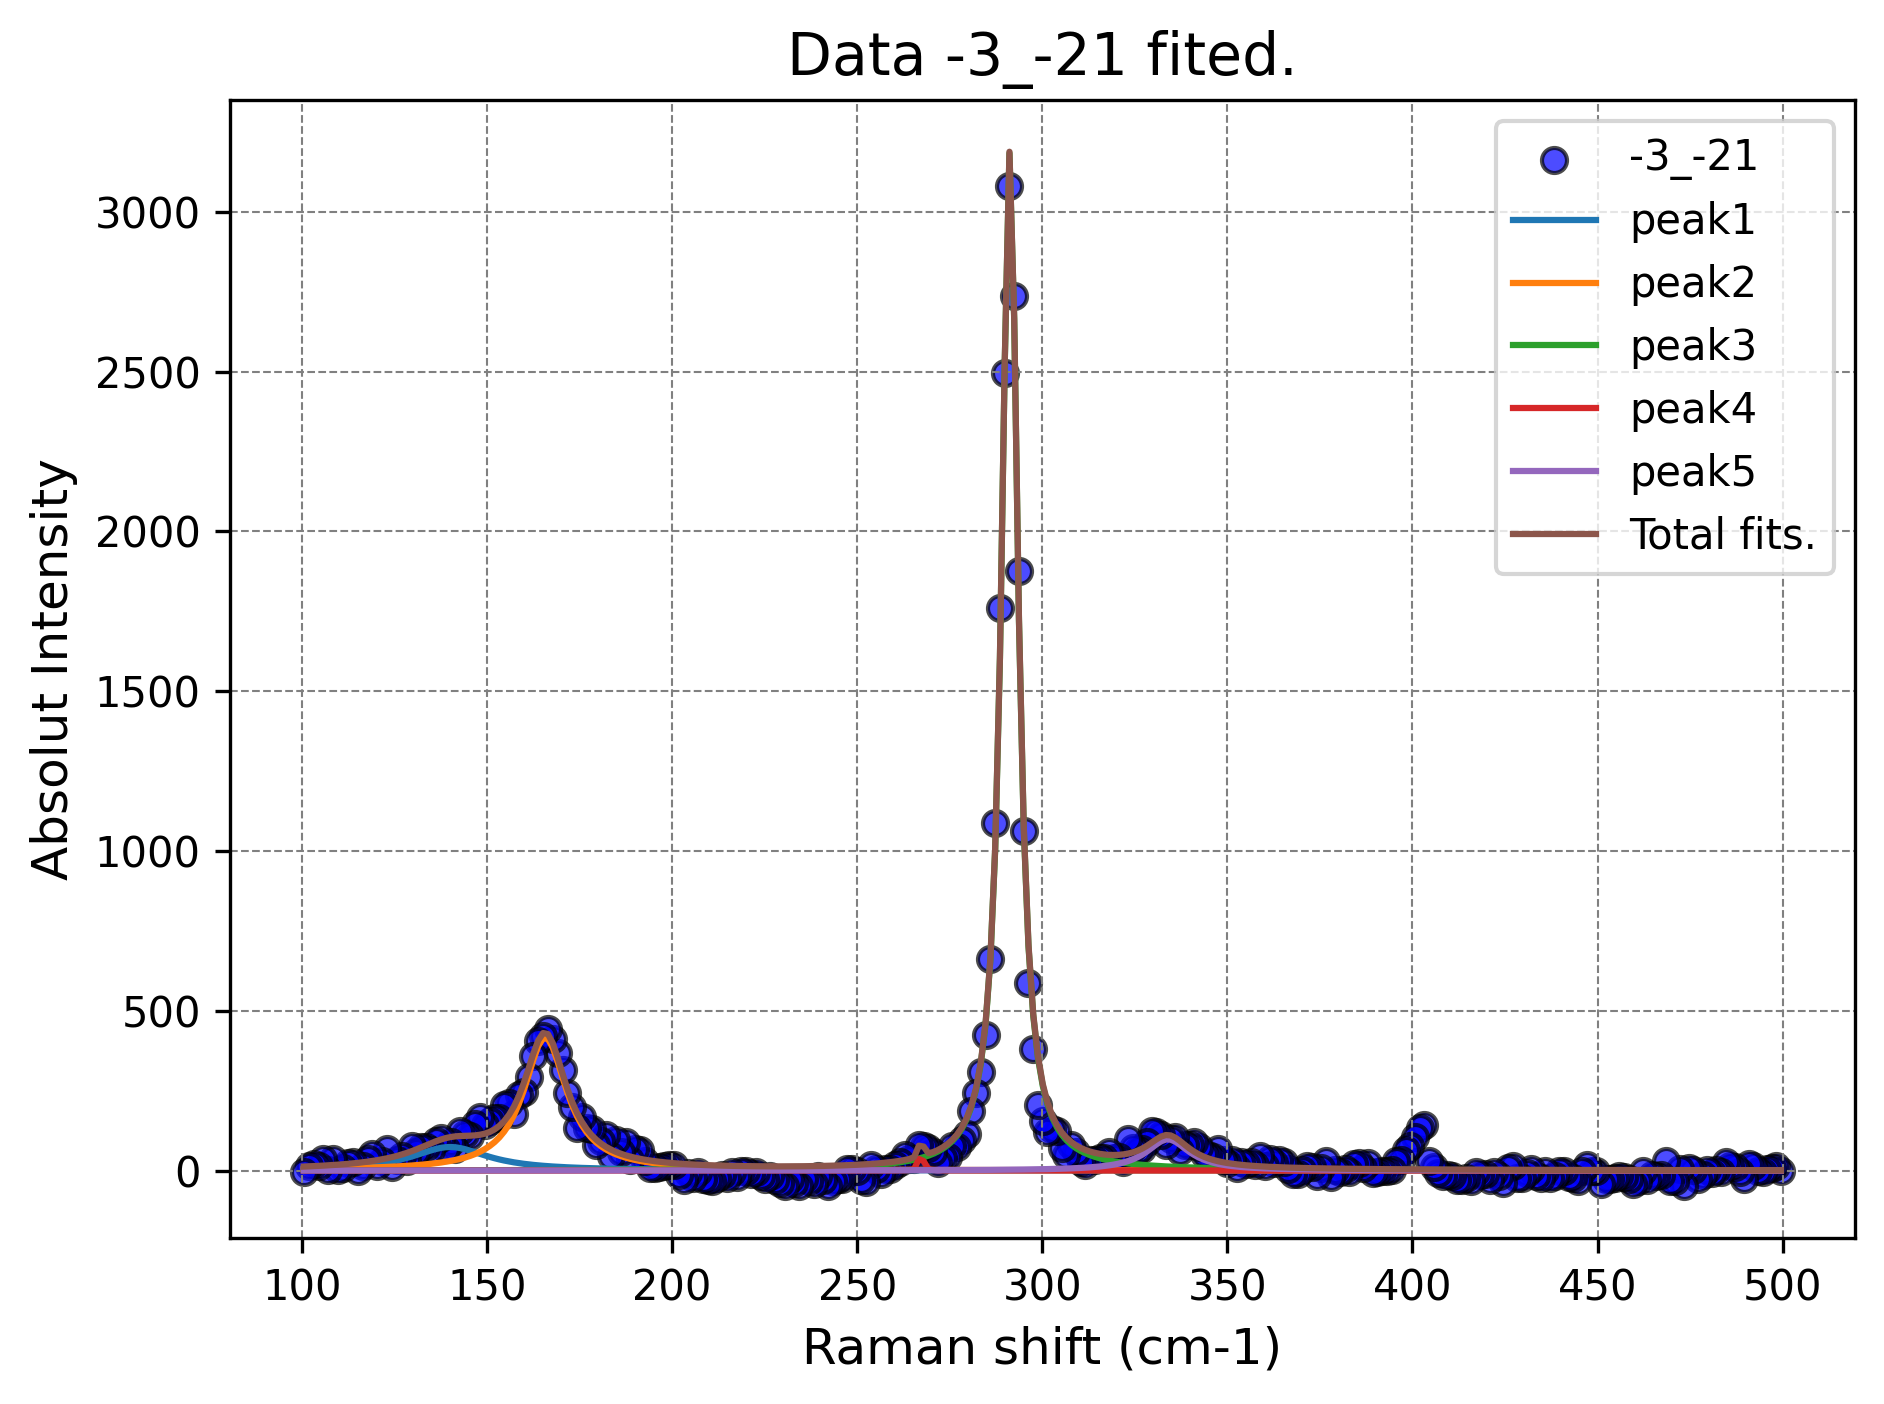 Data -3_-21 fited.
-3_-21
peak1
peak2
peak3
peak4
peak5
Total fits.
Absolut Intensity
3000
2500
2000
1500
1000
500
0
100 150 200 250 300 350 400 450 500
Raman shift (cm-1)